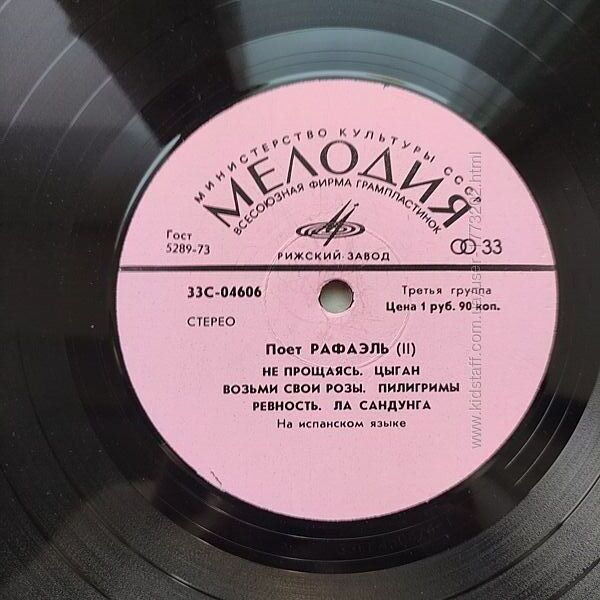 МИНИСТЕРСТВО КУЛЬТУРЫ СССР
МЕЛОДИЯ
ВСЕСОЮЗНАЯ ФИРМА ГРАМПЛАСТИНОК
Гост
5289-73
РИЖСКИЙ ЗАВОД
33
33С-04606
СТЕРЕО
Третья группа
Цена 1 руб. 90 коп.
Поет РАФАЭЛЬ (II)
НЕ ПРОЩАЯСЬ. ЦЫГАН
ВОЗЬМИ СВОИ РОЗЫ. ПИЛИГРИМЫ
РЕВНОСТЬ. ЛА САНДУНГА
На испанском языке